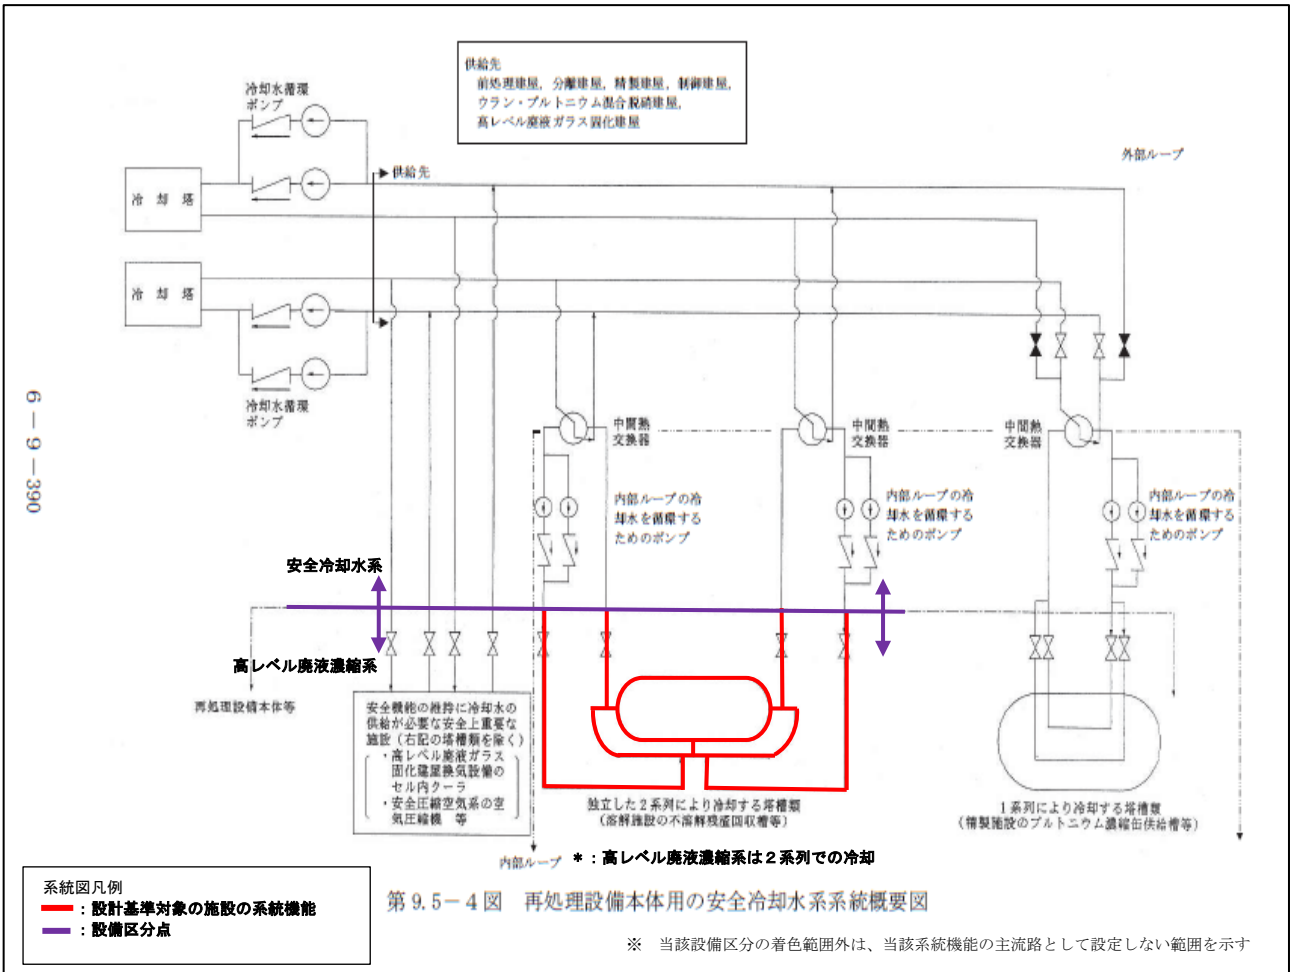 供給先
前処理建屋，分離建屋，精製建屋，制御建屋，
ウラン・プルトニウム混合脱硝建屋，
高レベル廃液ガラス固化建屋
冷却水循環
ポンプ
外部ループ
供給先
冷却塔
冷却塔
冷却水循環
ポンプ
6－9－390
中間熱
交換器
中間熱
交換器
中間熱
交換器
内部ループの冷
却水を循環する
ためのポンプ
内部ループの冷
却水を循環する
ためのポンプ
内部ループの冷
却水を循環する
ためのポンプ
安全冷却水系
高レベル廃液濃縮系
再処理設備本体等
安全機能の維持に冷却水の
供給が必要な安全上重要な
施設（右記の塔槽類を除く）
・高レベル廃液ガラス
固化建屋換気設備の
セル内クーラ
・安全圧縮空気系の空
気圧縮機 等
独立した２系列により冷却する塔槽類
（溶解施設の不溶解残渣回収槽等）
１系列により冷却する塔槽類
（精製施設のプルトニウム濃縮缶供給槽等）
内部ループ
＊：高レベル廃液濃縮系は２系列での冷却
系統図凡例
：設計基準対象の施設の系統機能
：設備区分点
第9.5－4図　再処理設備本体用の安全冷却水系系統概要図
※　当該設備区分の着色範囲外は、当該系統機能の主流路として設定しない範囲を示す